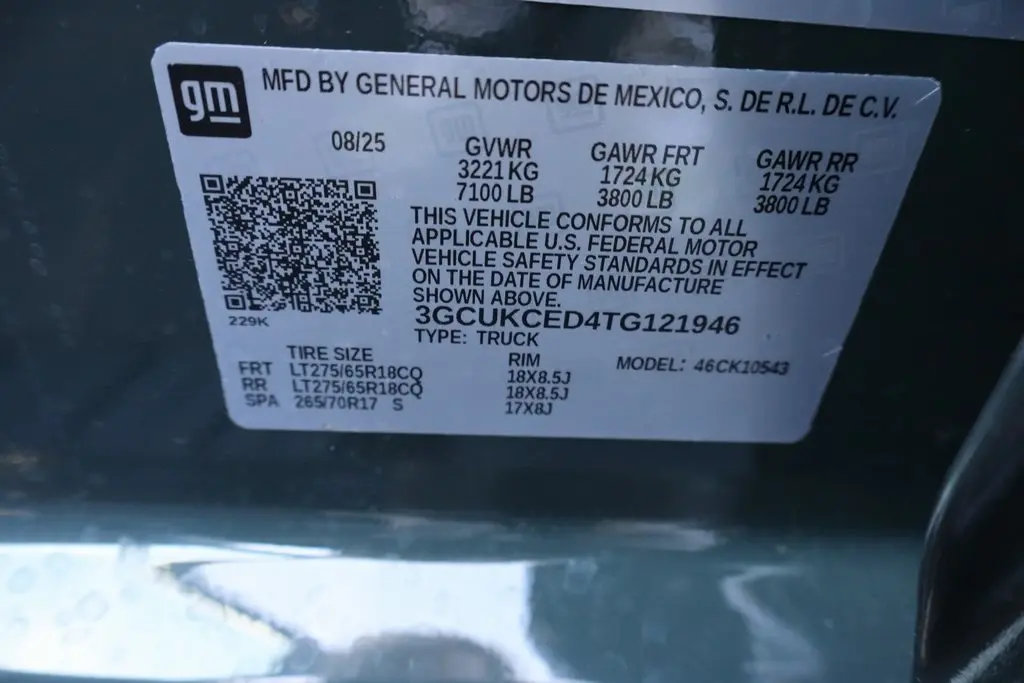 gm
MFD BY GENERAL MOTORS DE MEXICO, S. DE R.L. DE C.V.
08/25 GVWR GAWR FRT GAWR RR
3221 KG 1724 KG 1724 KG
7100 LB 3800 LB 3800 LB
THIS VEHICLE CONFORMS TO ALL
APPLICABLE U.S. FEDERAL MOTOR
VEHICLE SAFETY STANDARDS IN EFFECT
ON THE DATE OF MANUFACTURE
SHOWN ABOVE.
229K
3GCUKCED4TG121946
TYPE: TRUCK
TIRE SIZE RIM MODEL: 46CK10543
FRT LT275/65R18CQ 18X8.5J
RR LT275/65R18CQ 18X8.5J
SPA 265/70R17 S 17X8J